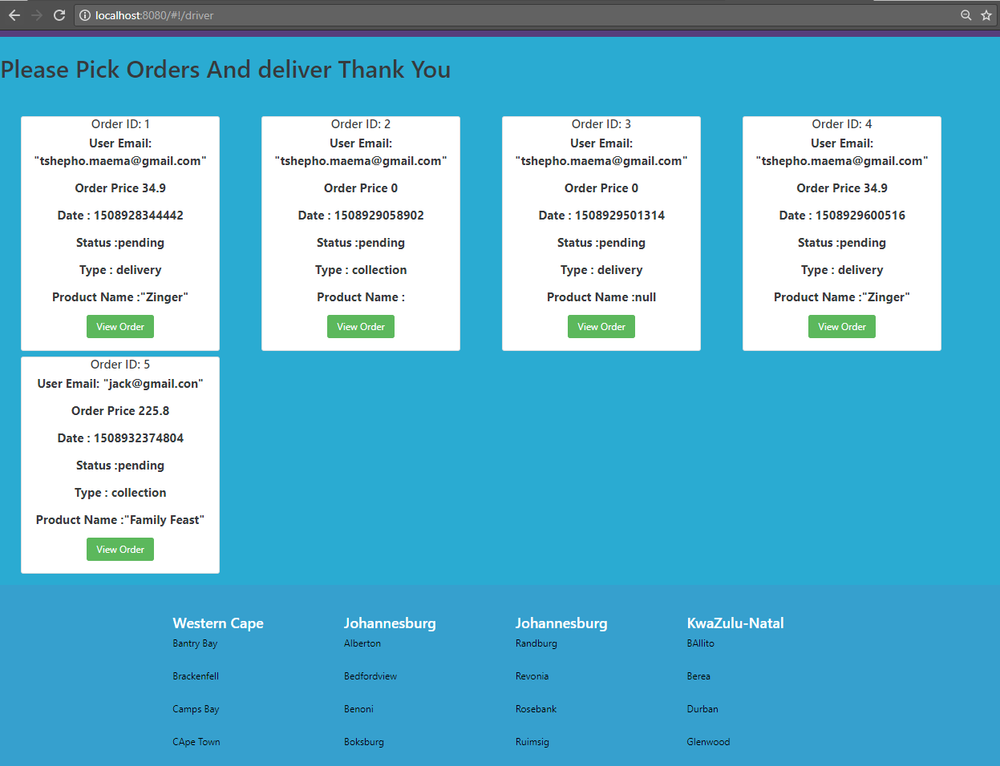 localhost:8080/#!/driver
Please Pick Orders And deliver Thank You
Order ID: 1
User Email:
"tshepho.maema@gmail.com"
Order Price 34.9
Date : 1508928344442
Status :pending
Type : delivery
Product Name :"Zinger"
View Order
Order ID: 2
User Email:
"tshepho.maema@gmail.com"
Order Price 0
Date : 1508929058902
Status :pending
Type : collection
Product Name :
View Order
Order ID: 3
User Email:
"tshepho.maema@gmail.com"
Order Price 0
Date : 1508929501314
Status :pending
Type : delivery
Product Name :null
View Order
Order ID: 4
User Email:
"tshepho.maema@gmail.com"
Order Price 34.9
Date : 1508929600516
Status :pending
Type : delivery
Product Name :"Zinger"
View Order
Order ID: 5
User Email: "jack@gmail.con"
Order Price 225.8
Date : 1508932374804
Status :pending
Type : collection
Product Name :"Family Feast"
View Order
Western Cape
Bantry Bay
Brackenfell
Camps Bay
CApe Town
Johannesburg
Alberton
Bedfordview
Benoni
Boksburg
Johannesburg
Randburg
Revonia
Rosebank
Ruimsig
KwaZulu-Natal
BAllito
Berea
Durban
Glenwood